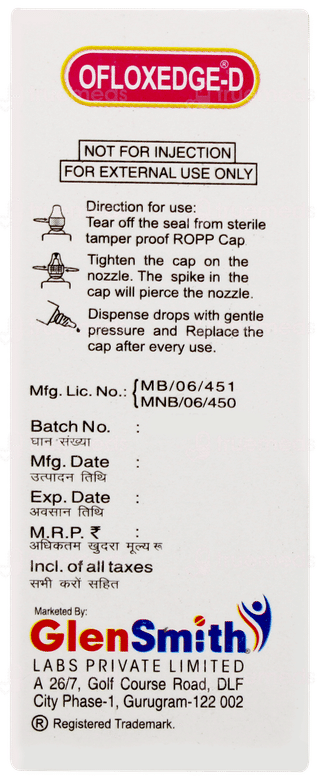 OFLOXEDGE®-D
NOT FOR INJECTION
FOR EXTERNAL USE ONLY
Direction for use:
Tear off the seal from sterile
tamper proof ROPP Cap
Tighten the cap on the
nozzle. The spike in the
cap will pierce the nozzle.
Dispense drops with gentle
pressure and Replace the
cap after every use.
Mfg. Lic. No.: {MB/06/451
MNB/06/450
Batch No. :
घान संख्या
Mfg. Date :
उत्पादन तिथि
Exp. Date :
अवसान तिथि
M.R.P. ₹ :
अधिकतम खुदरा मूल्य रू
Incl. of all taxes
सभी करों सहित
Marketed By:
GlenSmith®
LABS PRIVATE LIMITED
A 26/7, Golf Course Road, DLF
City Phase-1, Gurugram-122 002
® Registered Trademark.